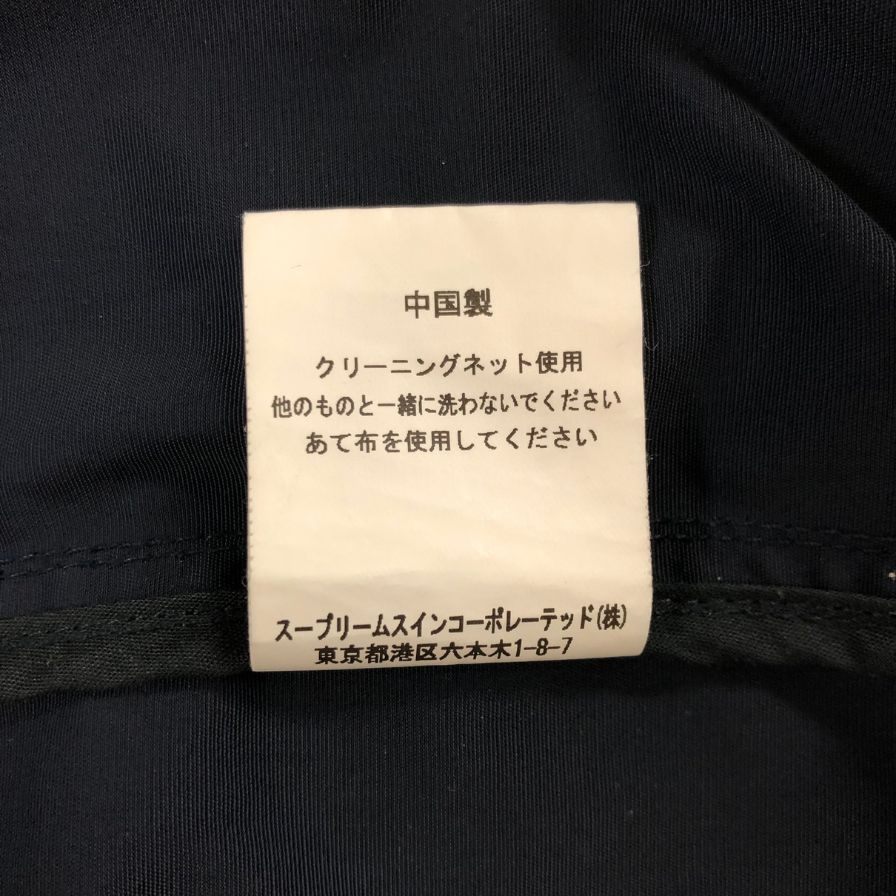 中国製
クリーニングネット使用
他のものと一緒に洗わないでください
あて布を使用してください
スープリームスインコーポレーテッド(株)
東京都港区六本木1-8-7